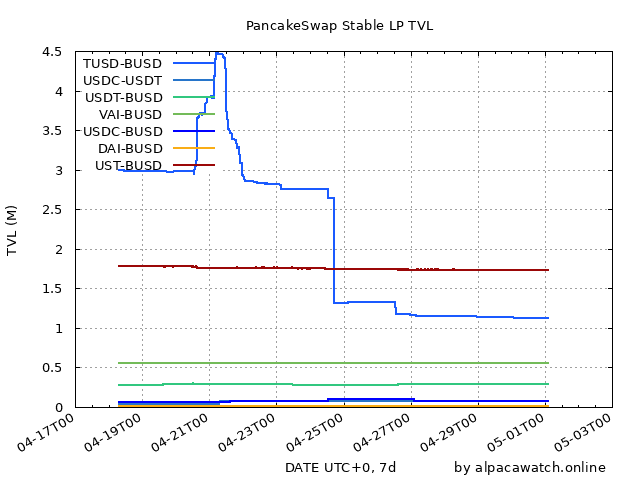 PancakeSwap Stable LP TVL
4.5
4
3.5
3
2.5
2
1.5
1
0.5
0
TVL (M)
TUSD-BUSD
USDC-USDT
USDT-BUSD
VAI-BUSD
USDC-BUSD
DAI-BUSD
UST-BUSD
04-17T00
04-19T00
04-21T00
04-23T00
04-25T00
04-27T00
04-29T00
05-01T00
05-03T00
DATE UTC+0, 7d
by alpacawatch.online